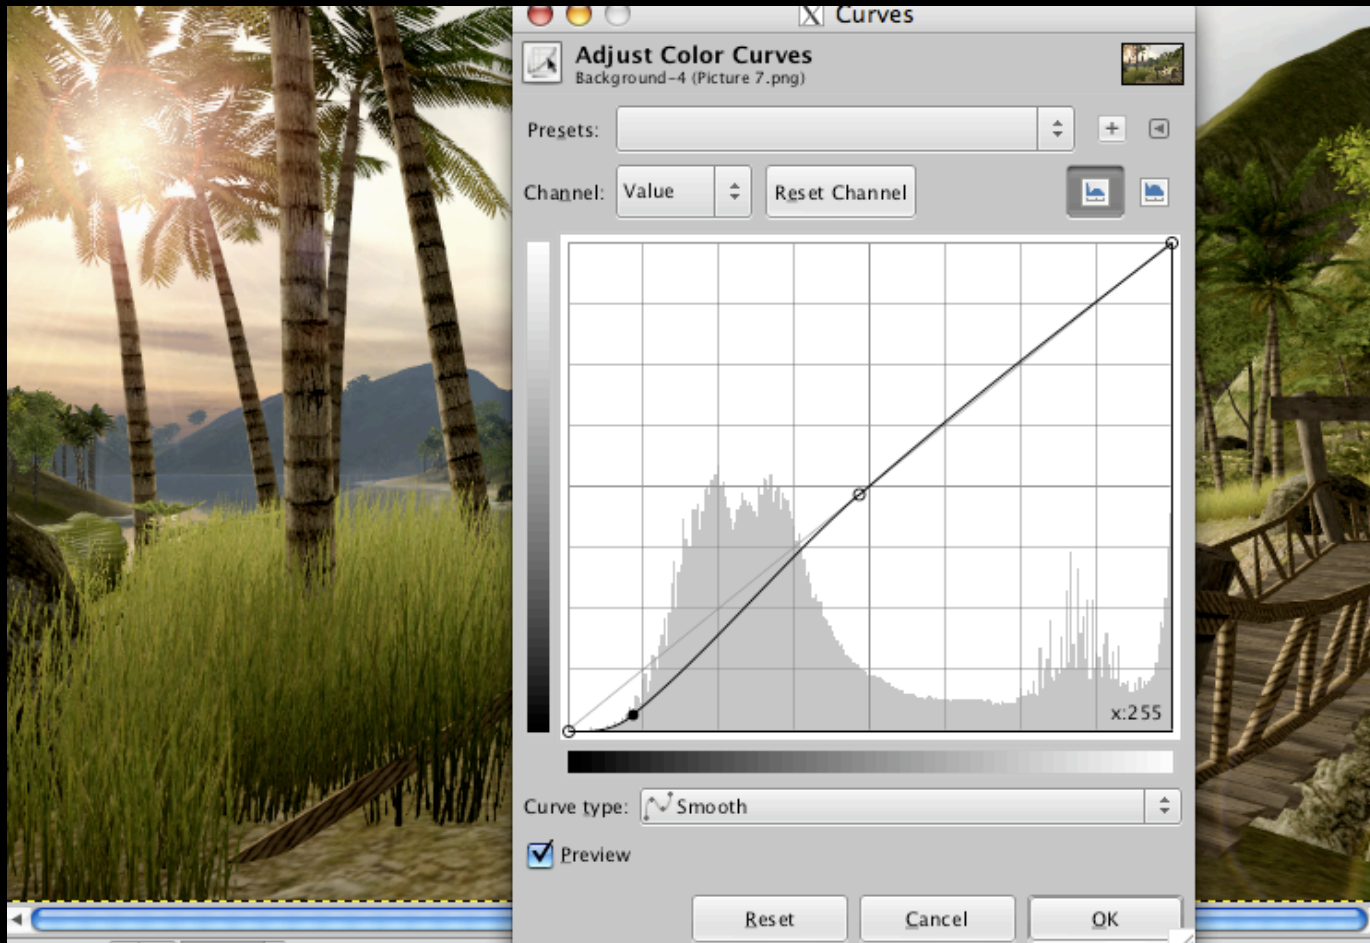 Curves
Adjust Color Curves
Background-4 (Picture 7.png)
Presets:
Channel: Value Reset Channel
x:255
Curve type: Smooth
Preview
Reset Cancel OK